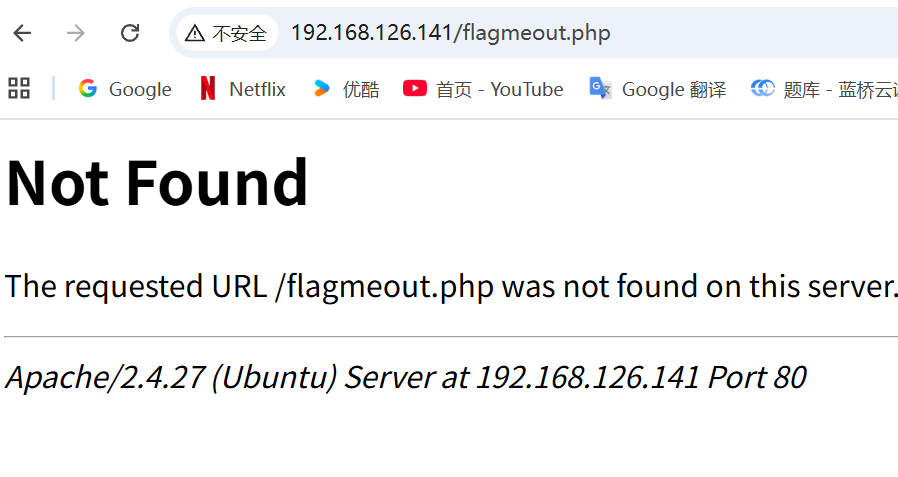 不安全 192.168.126.141/flagmeout.php
Google Netflix 优酷 首页 - YouTube Google 翻译 题库 - 蓝桥云
Not Found
The requested URL /flagmeout.php was not found on this server.
Apache/2.4.27 (Ubuntu) Server at 192.168.126.141 Port 80